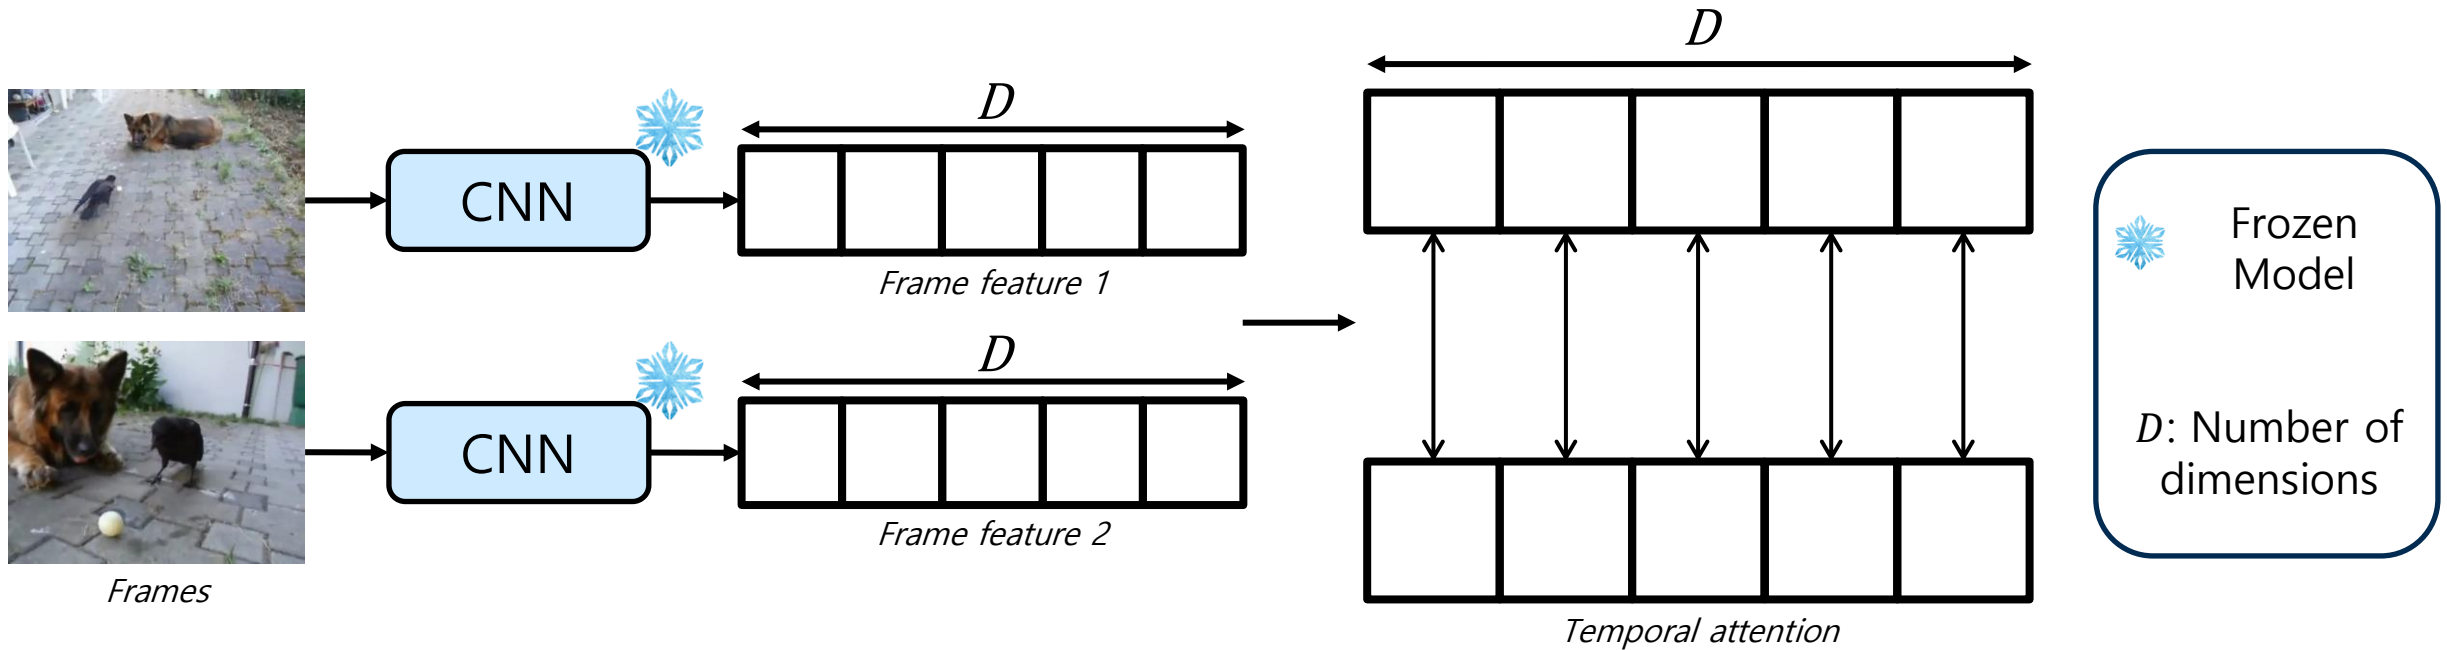 D
D
CNN
Frame feature 1
D
CNN
Frame feature 2
Frames
Temporal attention
Frozen
Model
D: Number of
dimensions